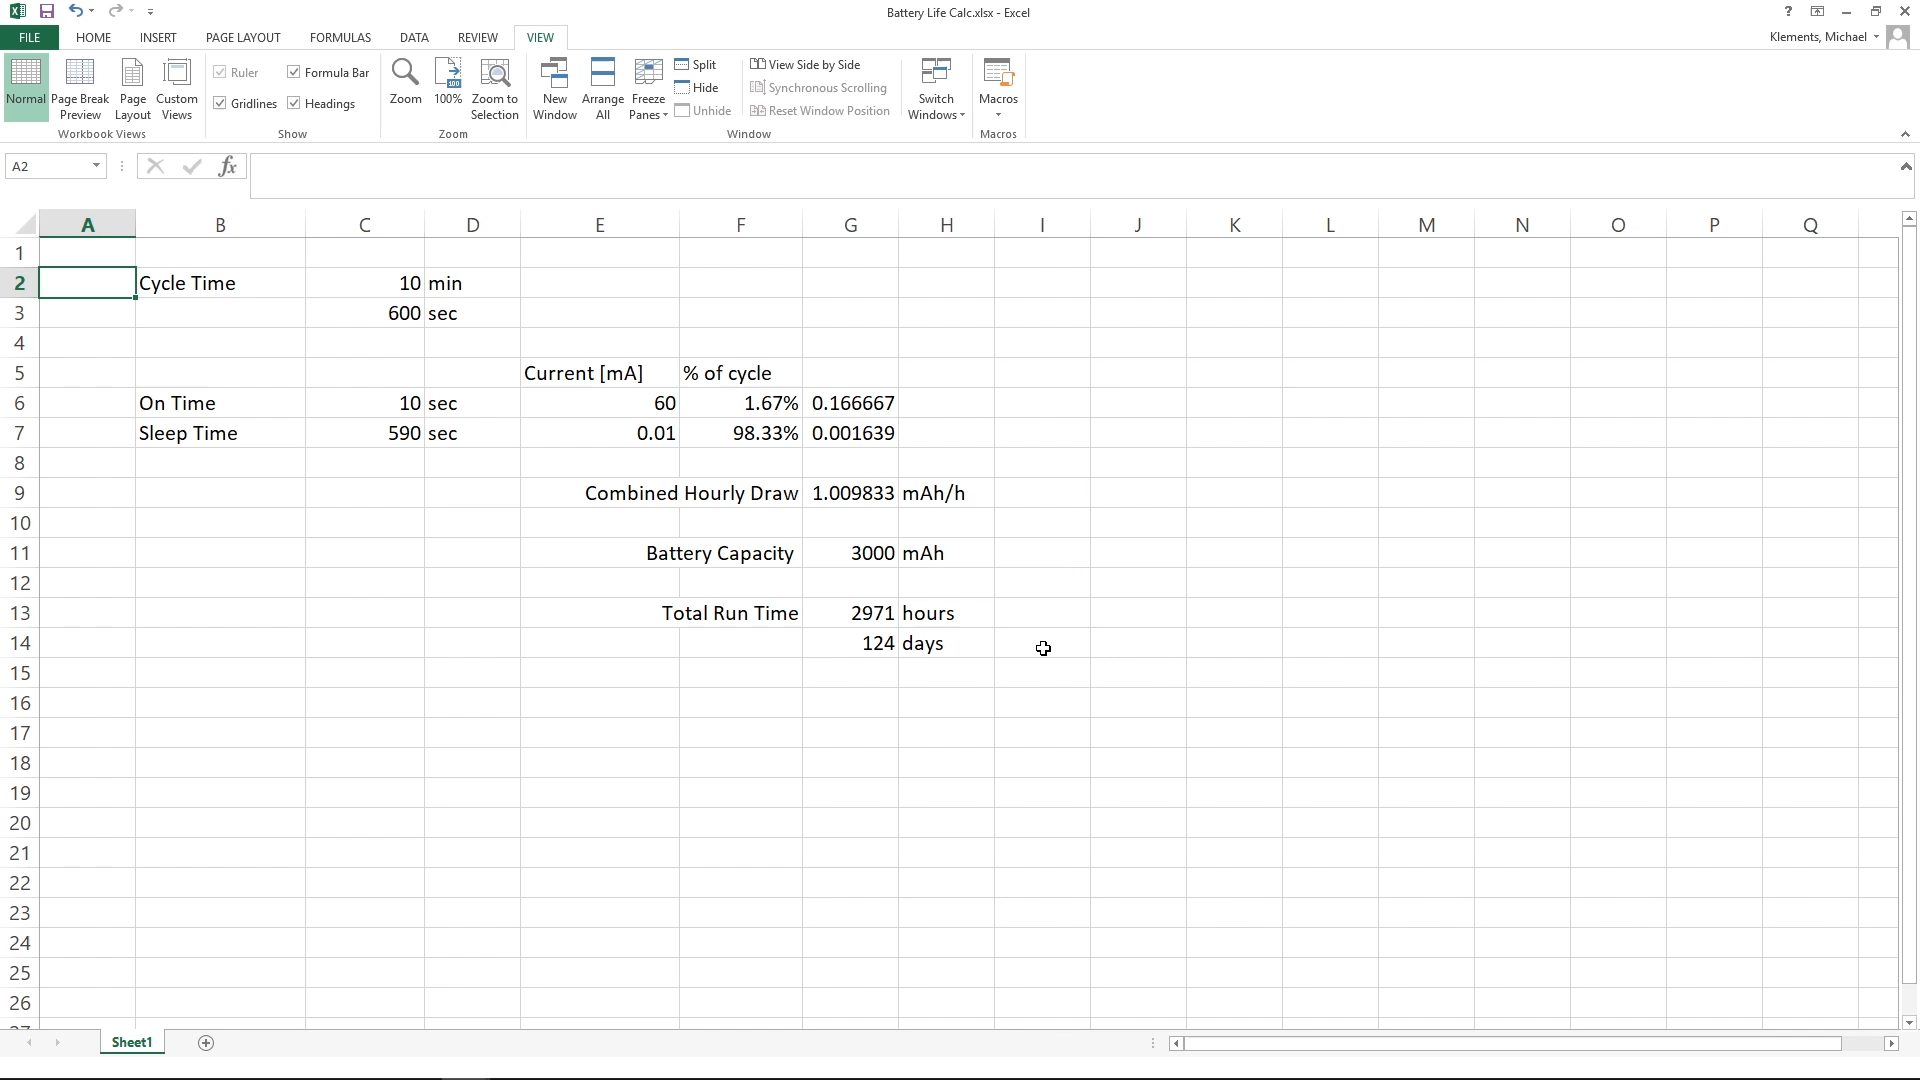 Battery Life Calc.xlsx - Excel
?
FILE HOME INSERT PAGE LAYOUT FORMULAS DATA REVIEW VIEW Klements, Michael
Normal Page Break Preview Page Layout Custom Views
Workbook Views
Ruler Formula Bar
Gridlines Headings
Show
Zoom 100% Zoom to Selection
100
Zoom
New Window Arrange All Freeze Panes
Split
Hide
Unhide
View Side by Side
Synchronous Scrolling
Reset Window Position
Switch Windows
Window
Macros
Macros
A2 fx
A B C D E F G H I J K L M N O P Q
1
2 Cycle Time 10 min
3 600 sec
4
5 Current [mA] % of cycle
6 On Time 10 sec 60 1.67% 0.166667
7 Sleep Time 590 sec 0.01 98.33% 0.001639
8
9 Combined Hourly Draw 1.009833 mAh/h
10
11 Battery Capacity 3000 mAh
12
13 Total Run Time 2971 hours
14 124 days
15
16
17
18
19
20
21
22
23
24
25
26
Sheet1